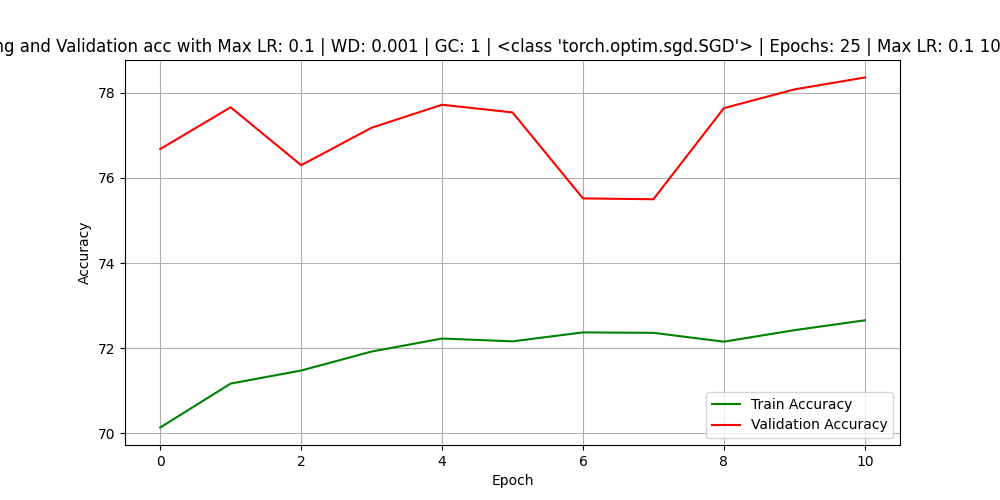 ng and Validation acc with Max LR: 0.1 | WD: 0.001 | GC: 1 | <class 'torch.optim.sgd.SGD'> | Epochs: 25 | Max LR: 0.1 10
78
76
74
72
70
Accuracy
0 2 4 6 8 10
Epoch
Train Accuracy
Validation Accuracy